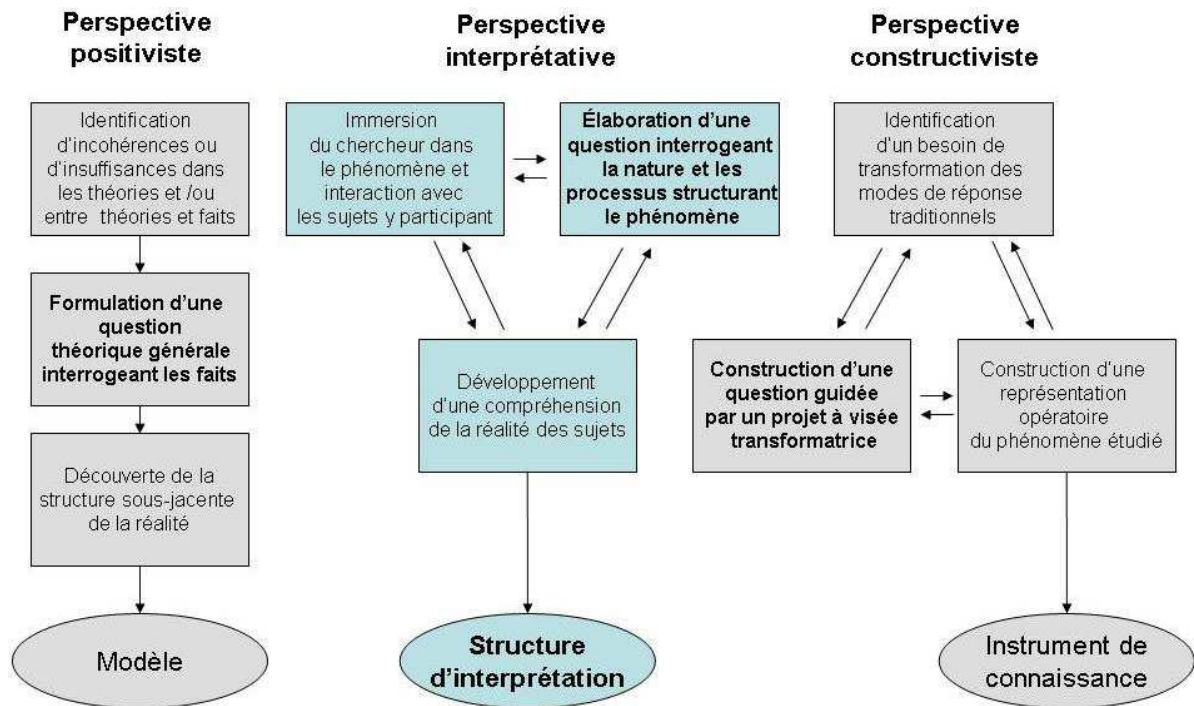 Perspective
positiviste
Identification
d'incohérences ou
d'insuffisances dans
les théories et /ou
entre théories et faits
Formulation d'une
question
théorique générale
interrogeant les faits
Découverte de la
structure sous-jacente
de la réalité
Modèle
Perspective
interprétative
Immersion
du chercheur dans
le phénomène et
interaction avec
les sujets y participant
Élaboration d'une
question interrogeant
la nature et les
processus structurant
le phénomène
Développement
d'une compréhension
de la réalité des sujets
Structure
d'interprétation
Perspective
constructiviste
Identification
d'un besoin de
transformation des
modes de réponse
traditionnels
Construction d'une
question guidée
par un projet à visée
transformatrice
Construction d'une
représentation
opératoire
du phénomène étudié
Instrument de
connaissance